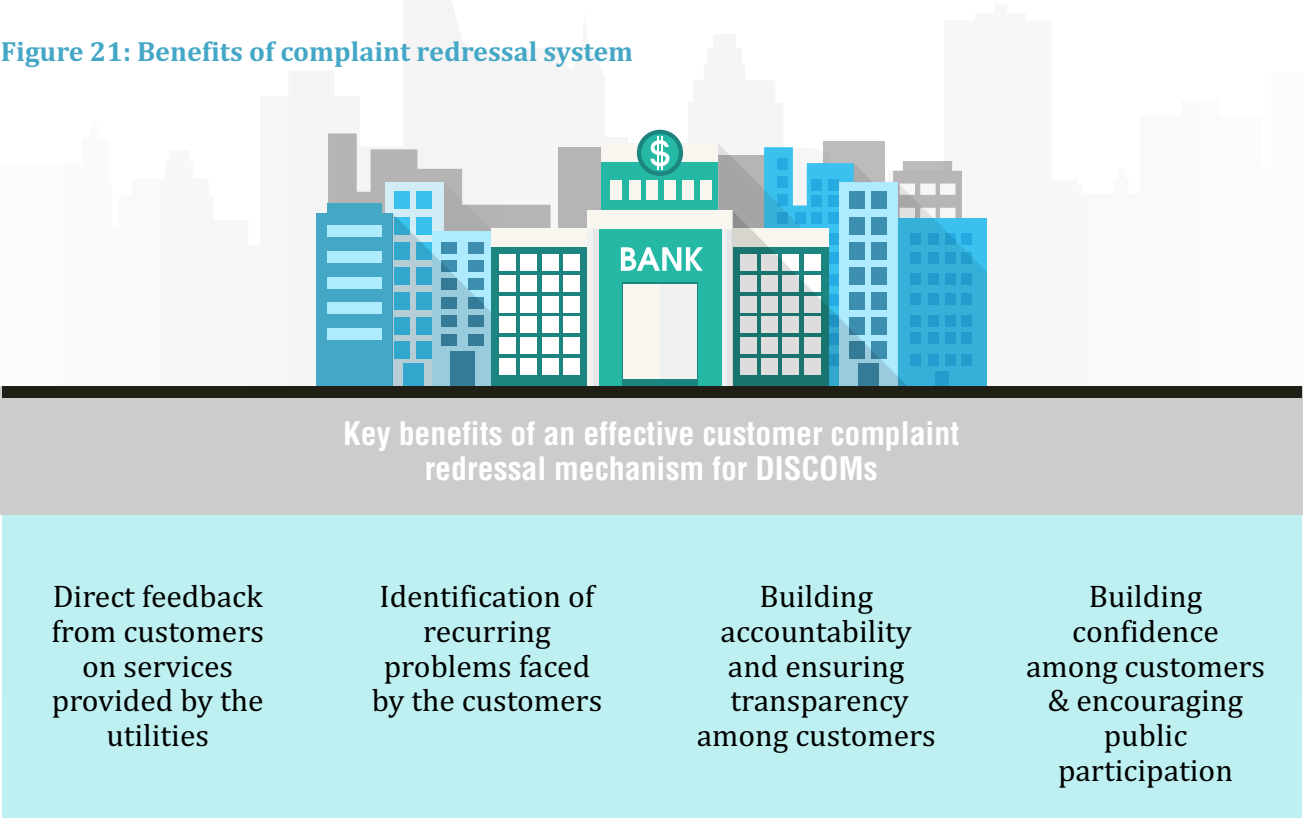 Figure 21: Benefits of complaint redressal system
$
BANK
Key benefits of an effective customer complaint
redressal mechanism for DISCOMs
Direct feedback
from customers
on services
provided by the
utilities
Identification of
recurring
problems faced
by the customers
Building
accountability
and ensuring
transparency
among customers
Building
confidence
among customers
& encouraging
public
participation